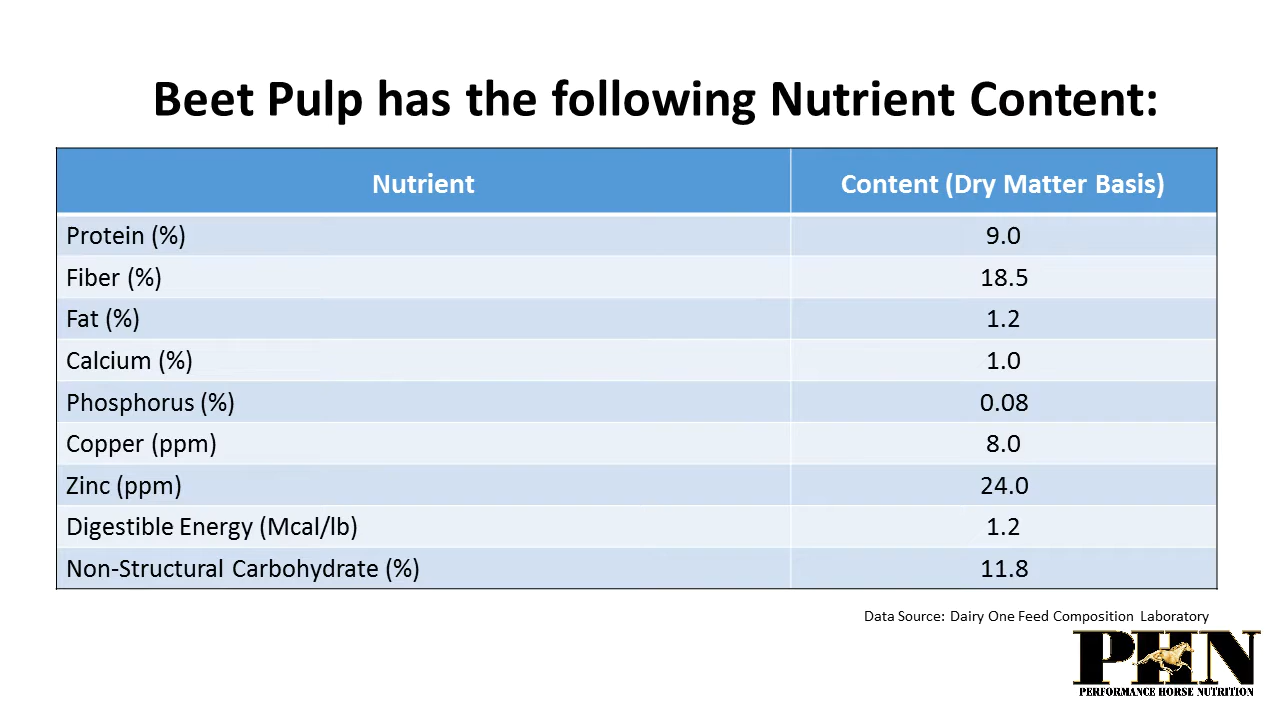 Beet Pulp has the following Nutrient Content:
Nutrient Content (Dry Matter Basis)
Protein (%) 9.0
Fiber (%) 18.5
Fat (%) 1.2
Calcium (%) 1.0
Phosphorus (%) 0.08
Copper (ppm) 8.0
Zinc (ppm) 24.0
Digestible Energy (Mcal/lb) 1.2
Non-Structural Carbohydrate (%) 11.8
Data Source: Dairy One Feed Composition Laboratory
PHN
PERFORMANCE HORSE NUTRITION